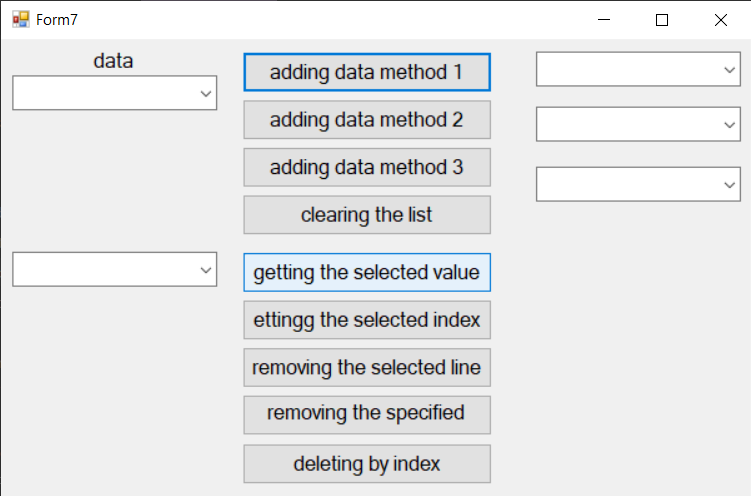 Form7
data
adding data method 1
adding data method 2
adding data method 3
clearing the list
getting the selected value
ettingg the selected index
removing the selected line
removing the specified
deleting by index